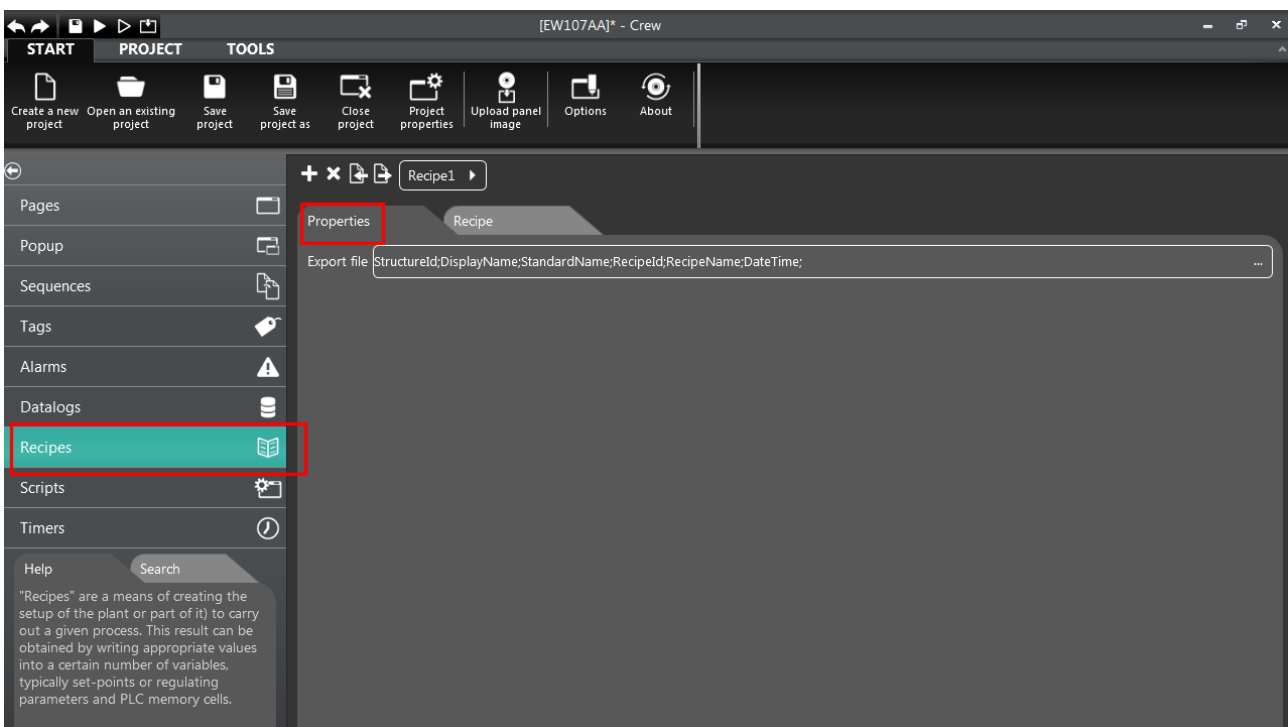 [EW107AA]* - Crew
START PROJECT TOOLS
Create a new project
Open an existing project
Save project
Save project as
Close project
Project properties
Upload panel image
Options
About
Recipe1
Pages
Popup
Sequences
Tags
Alarms
Datalogs
Recipes
Scripts
Timers
Properties Recipe
Export file StructureId;DisplayName;StandardName;RecipeId;RecipeName;DateTime; ...
Help Search
"Recipes" are a means of creating the
setup of the plant or part of it) to carry
out a given process. This result can be
obtained by writing appropriate values
into a certain number of variables,
typically set-points or regulating
parameters and PLC memory cells.